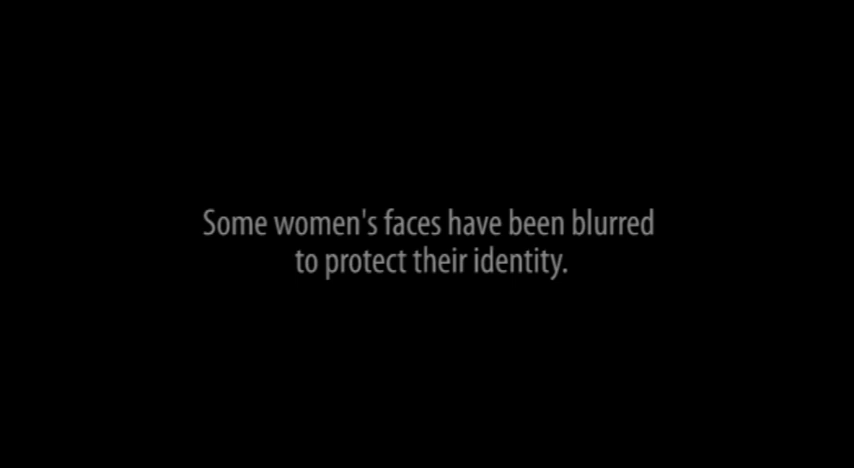 Some women's faces have been blurred
to protect their identity.